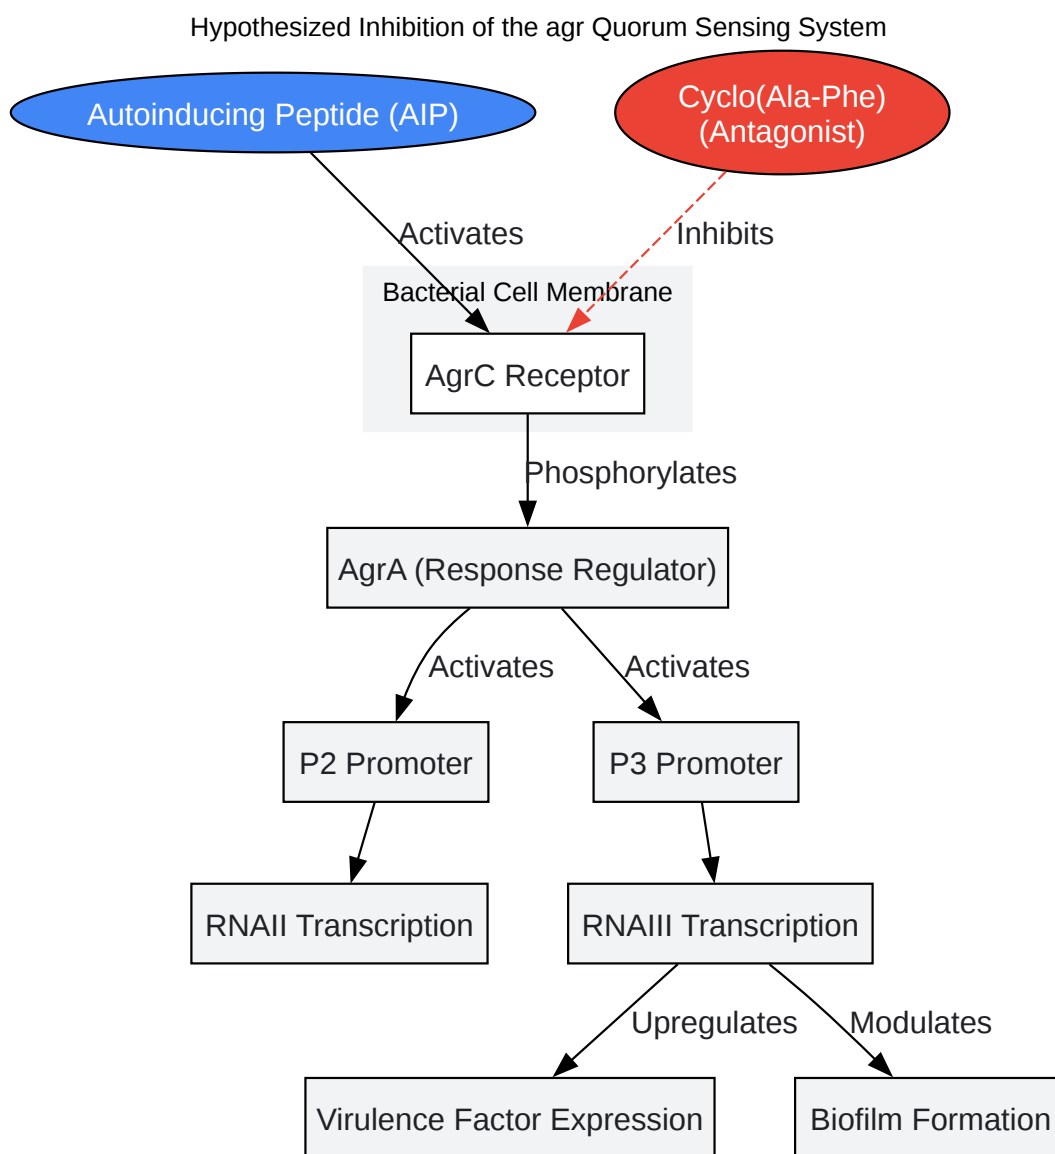 Hypothesized Inhibition of the agr Quorum Sensing System
Autoinducing Peptide (AIP)
Cyclo(Ala-Phe)
(Antagonist)
Activates
Inhibits
Bacterial Cell Membrane
AgrC Receptor
Phosphorylates
AgrA (Response Regulator)
Activates
Activates
P2 Promoter
P3 Promoter
RNAII Transcription
RNAIII Transcription
Upregulates
Modulates
Virulence Factor Expression
Biofilm Formation